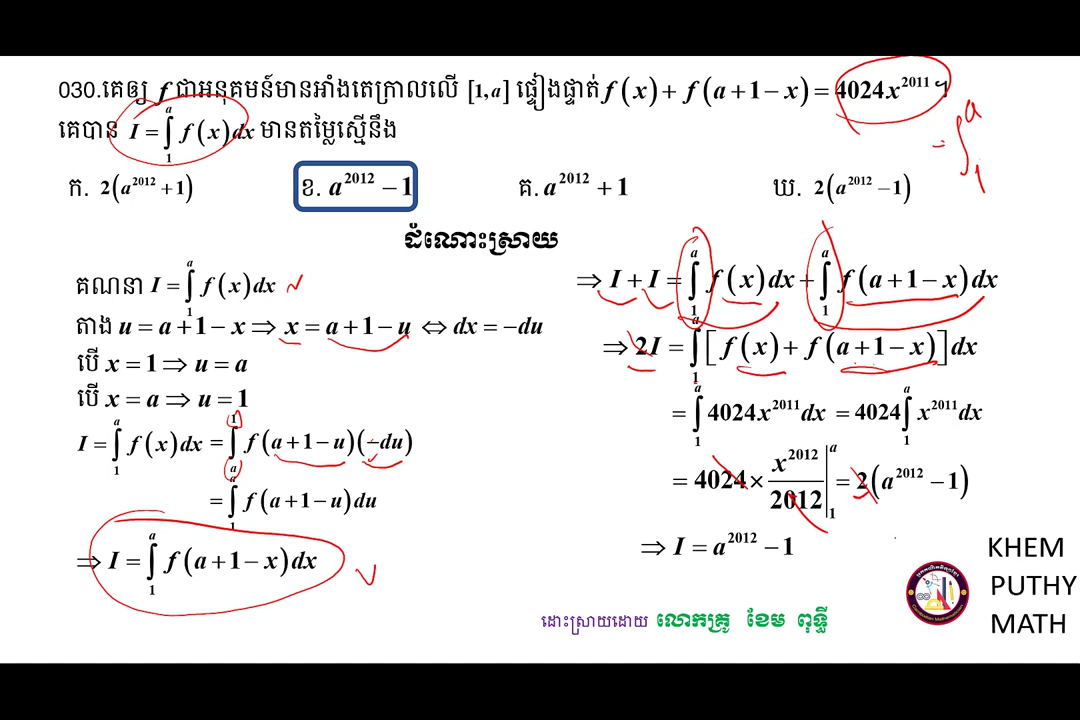 030.គេឲ្យ f ជាអនុគមន៍មានអាំងតេក្រាលលើ [1,a] ផ្ទៀងផ្ទាត់ f(x) + f(a+1−x) = 4024x^2011 ។
គេបាន I = ∫_1^a f(x)dx មានតម្លៃស្មើនឹង
ក. 2(a^2012 + 1)
ខ. a^2012 − 1
គ. a^2012 + 1
ឃ. 2(a^2012 − 1)
= ∫_1^a
ដំណោះស្រាយ
គណនា I = ∫_1^a f(x)dx
តាង u = a+1−x ⇒ x = a+1−u ⇔ dx = −du
បើ x = 1 ⇒ u = a
បើ x = a ⇒ u = 1
I = ∫_1^a f(x)dx = ∫_a^1 f(a+1−u)(−du)
= ∫_1^a f(a+1−u)du
⇒ I = ∫_1^a f(a+1−x)dx
⇒ I + I = ∫_1^a f(x)dx + ∫_1^a f(a+1−x)dx
⇒ 2I = ∫_1^a [f(x) + f(a+1−x)]dx
= ∫_1^a 4024x^2011 dx = 4024 ∫_1^a x^2011 dx
= 4024 × x^2012/2012 |_1^a = 2(a^2012 − 1)
⇒ I = a^2012 − 1
ដោះស្រាយដោយ លោកគ្រូ ខែម ពុទ្ធី
KHEM
PUTHY
MATH